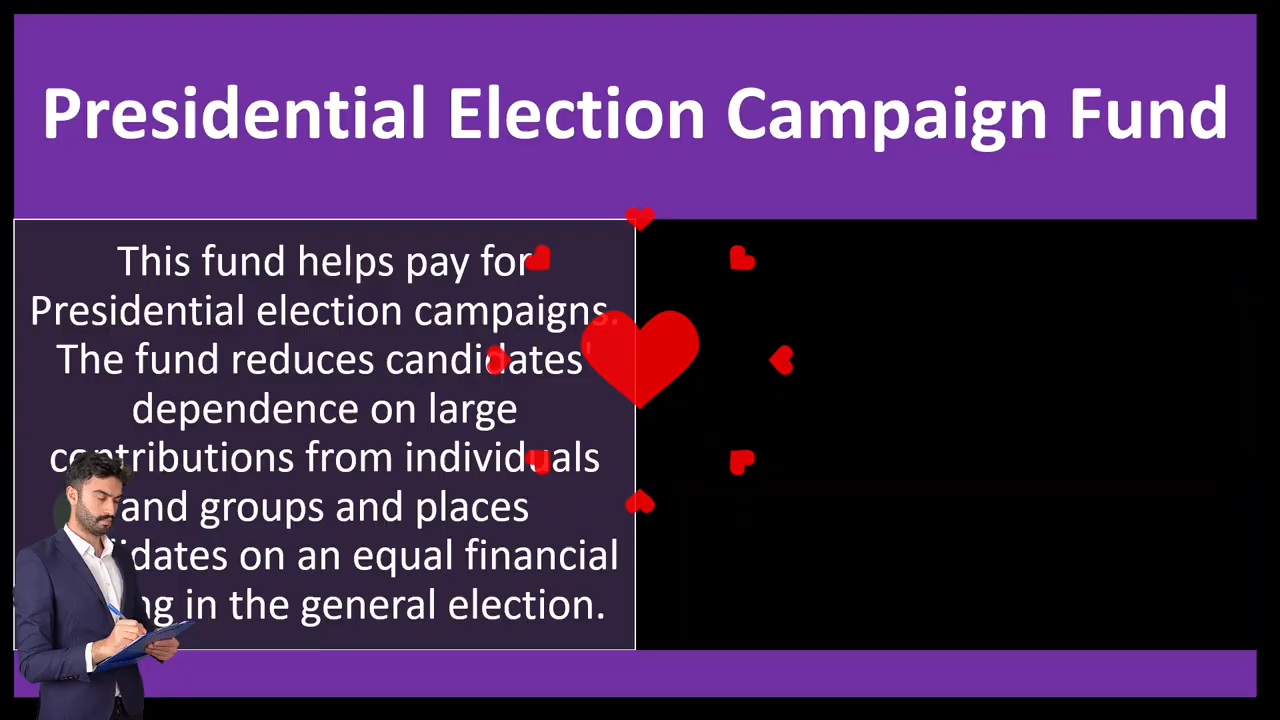 Presidential Election Campaign Fund
This fund helps pay for
Presidential election campaigns.
The fund reduces candidates'
dependence on large
contributions from individuals
and groups and places
on an equal financial
in the general election.